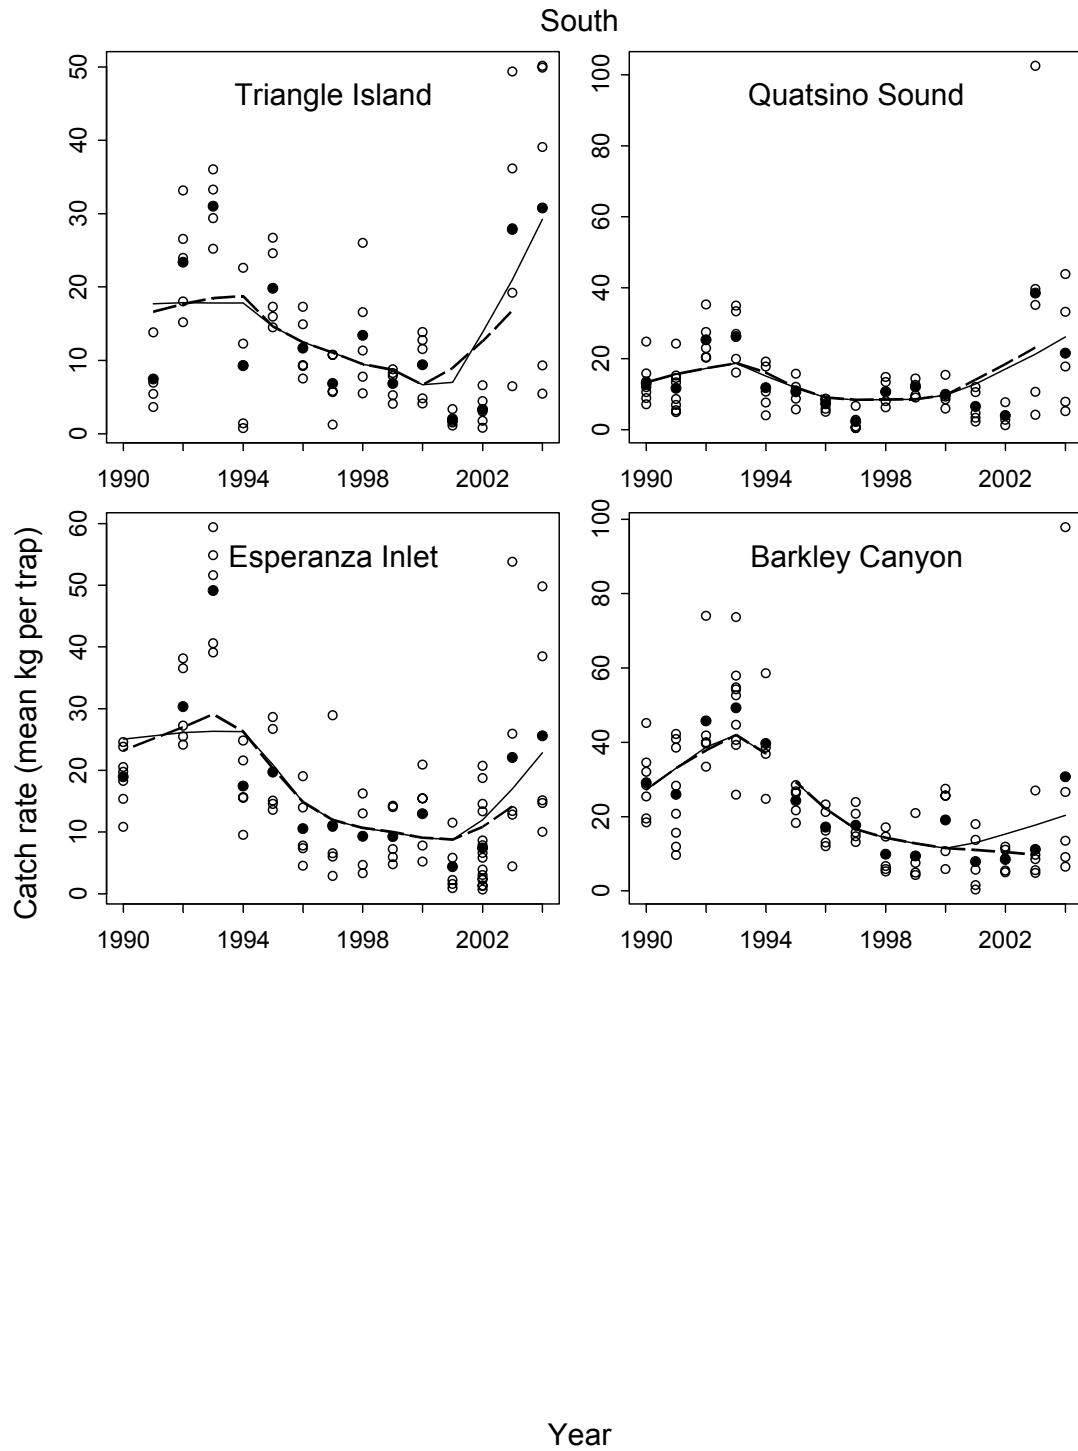 South
Triangle Island
0 10 20 30 40 50
1990 1994 1998 2002
Quatsino Sound
0 20 40 60 80 100
1990 1994 1998 2002
Catch rate (mean kg per trap)
Esperanza Inlet
0 10 20 30 40 50 60
1990 1994 1998 2002
Barkley Canyon
0 20 40 60 80 100
1990 1994 1998 2002
Year